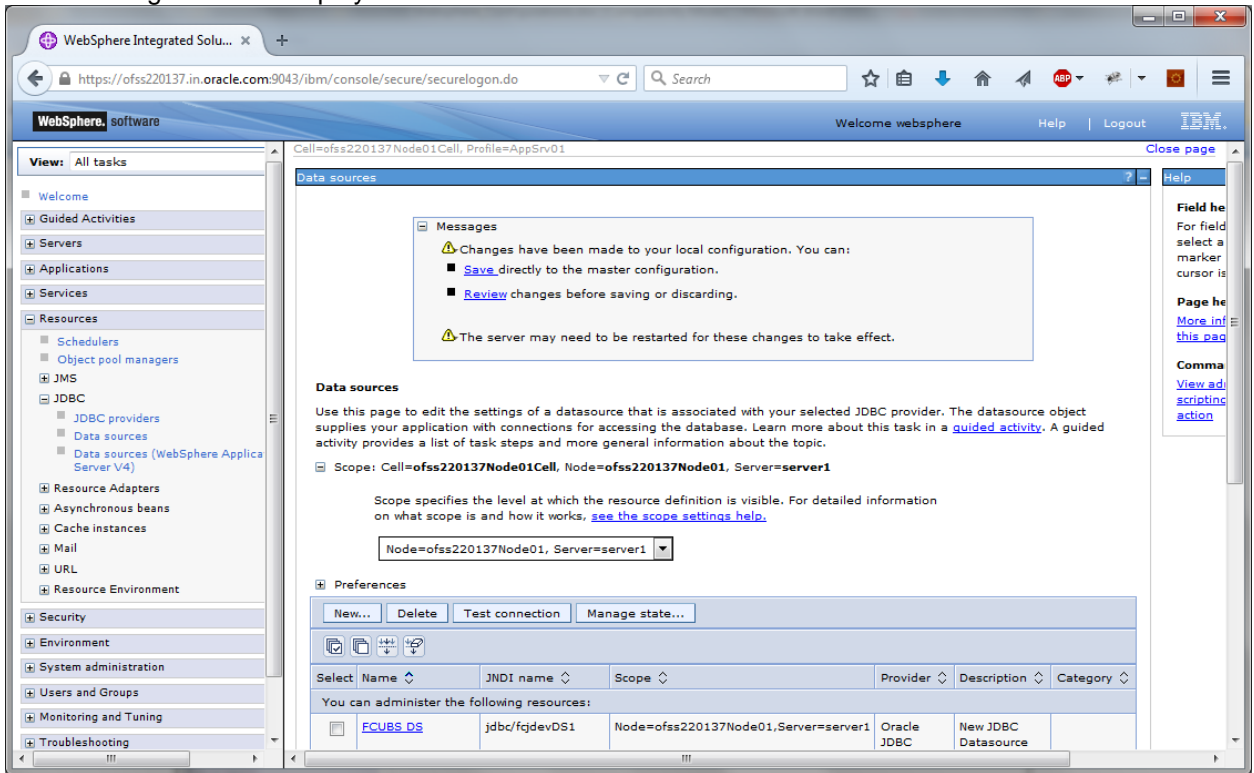 WebSphere Integrated Solu...
https://ofss220137.in.oracle.com:9043/ibm/console/secure/securelogon.do
Search
ABP
WebSphere. software
Welcome websphere
Help | Logout
IBM.
View: All tasks
Welcome
Guided Activities
Servers
Applications
Services
Resources
Schedulers
Object pool managers
JMS
JDBC
JDBC providers
Data sources
Data sources (WebSphere Applica
Server V4)
Resource Adapters
Asynchronous beans
Cache instances
Mail
URL
Resource Environment
Security
Environment
System administration
Users and Groups
Monitoring and Tuning
Troubleshooting
Cell=ofss220137Node01Cell, Profile=AppSrv01
Close page
Data sources
?
Messages
Changes have been made to your local configuration. You can:
Save directly to the master configuration.
Review changes before saving or discarding.
The server may need to be restarted for these changes to take effect.
Data sources
Use this page to edit the settings of a datasource that is associated with your selected JDBC provider. The datasource object
supplies your application with connections for accessing the database. Learn more about this task in a guided activity. A guided
activity provides a list of task steps and more general information about the topic.
Scope: Cell=ofss220137Node01Cell, Node=ofss220137Node01, Server=server1
Scope specifies the level at which the resource definition is visible. For detailed information
on what scope is and how it works, see the scope settings help.
Node=ofss220137Node01, Server=server1
Preferences
New... Delete Test connection Manage state...
Select Name JNDI name Scope Provider Description Category
You can administer the following resources:
FCUBS DS jdbc/fcjdevDS1 Node=ofss220137Node01,Server=server1 Oracle JDBC New JDBC Datasource
Help
Field he
For field
select a
marker
cursor is
Page he
More inf
this pag
Comma
View adi
scripting
action